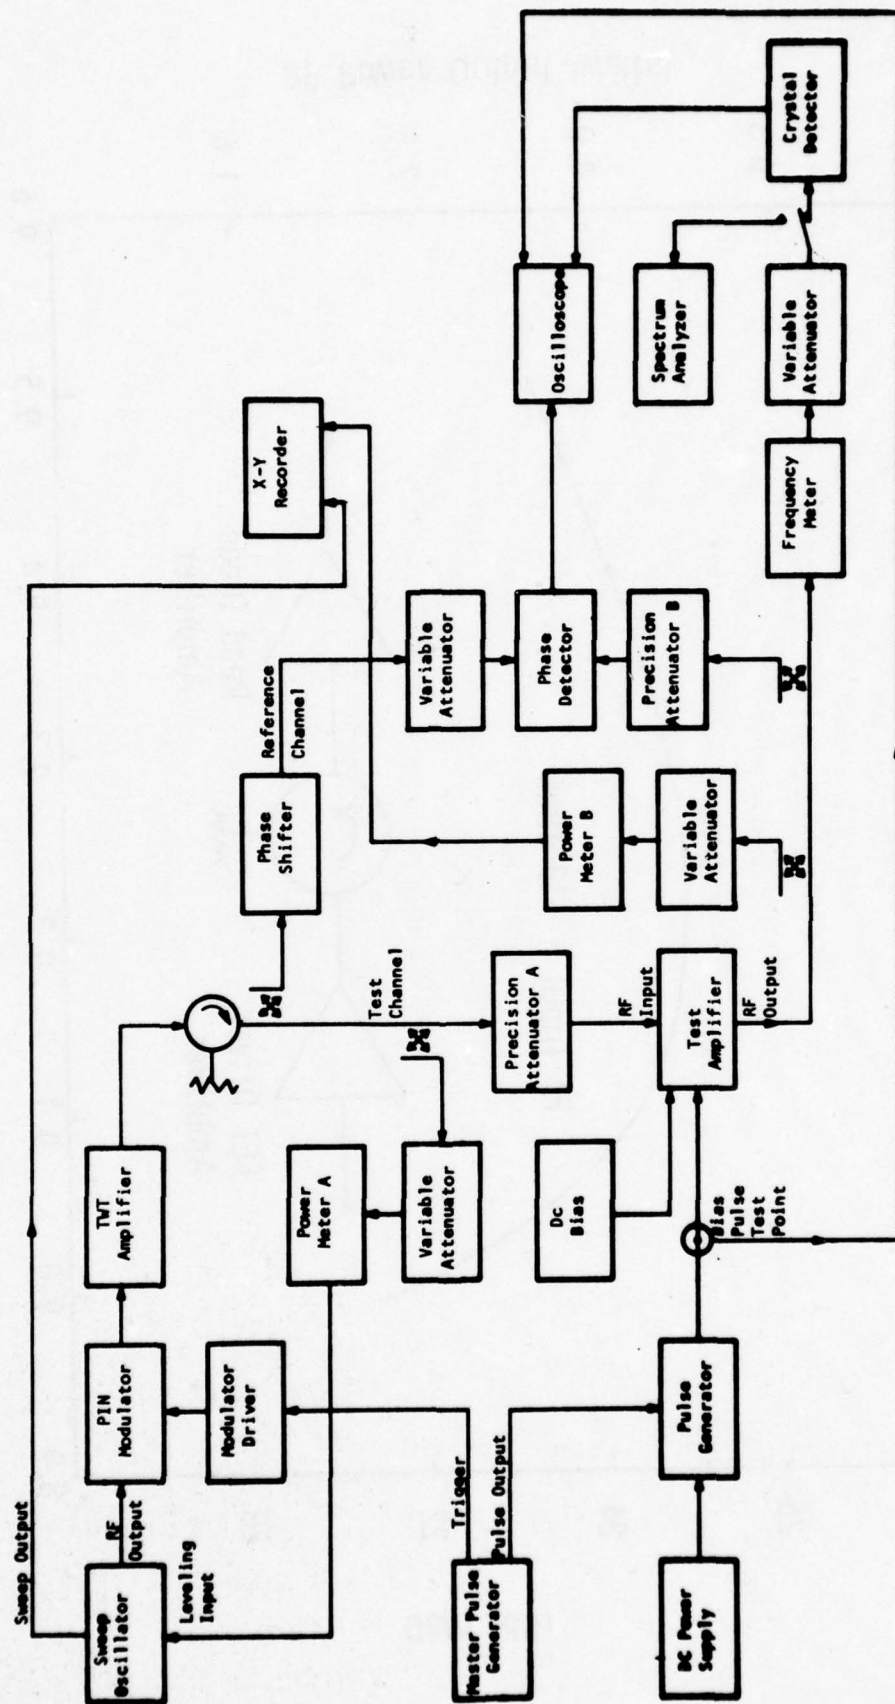 Sweep Output
Sweep
Oscillator
RF
Output
Leveling
Input
PIN
Modulator
Modulator
Driver
TWT
Amplifier
Power
Meter A
Variable
Attenuator
Test
Channel
Phase
Shifter
Reference
Channel
X-Y
Recorder
Master Pulse
Generator
Trigger
Pulse Output
Precision
Attenuator A
RF
Input
Dc
Bias
Test
Amplifier
RF
Output
Power
Meter B
Variable
Attenuator
Variable
Attenuator
Phase
Detector
Precision
Attenuator B
Oscilloscope
Spectrum
Analyzer
DC Power
Supply
Pulse
Generator
Bias
Pulse
Test
Point
Frequency
Meter
Variable
Attenuator
Crystal
Detector